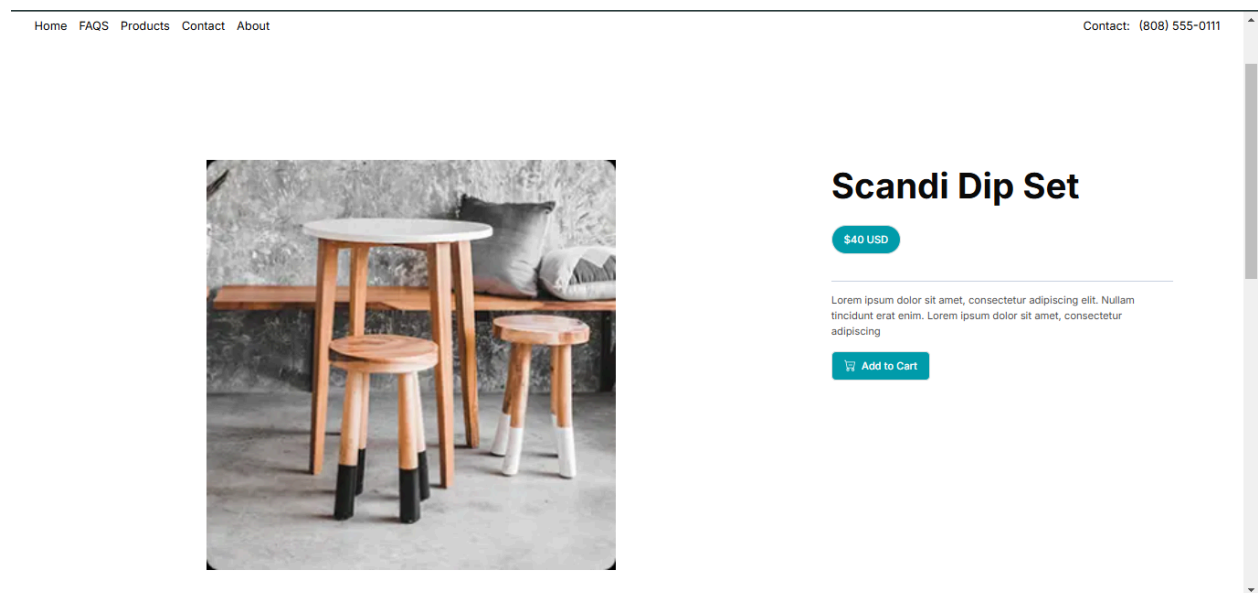 Home FAQS Products Contact About Contact: (808) 555-0111
Scandi Dip Set
$40 USD
Lorem ipsum dolor sit amet, consectetur adipiscing elit. Nullam
tincidunt erat enim. Lorem ipsum dolor sit amet, consectetur
adipiscing
Add to Cart